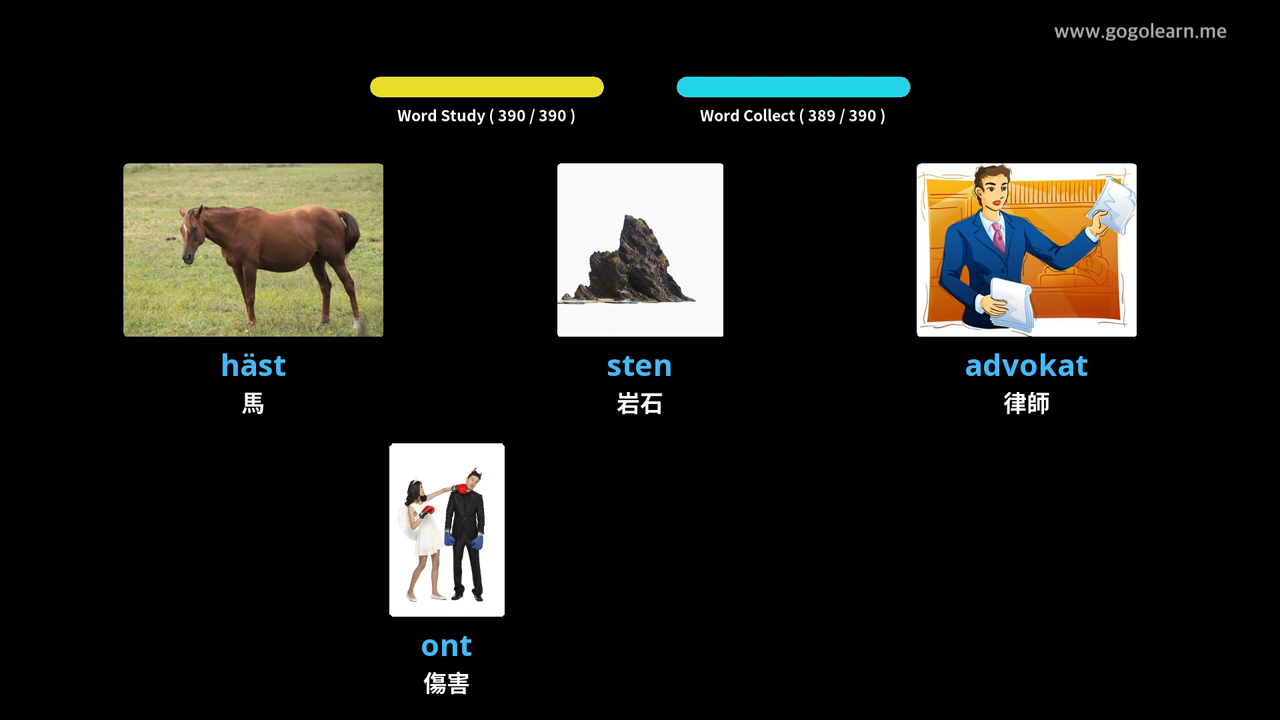 www.gogolearn.me
Word Study ( 390 / 390 )
Word Collect ( 389 / 390 )
häst
馬
sten
岩石
advokat
律師
ont
傷害